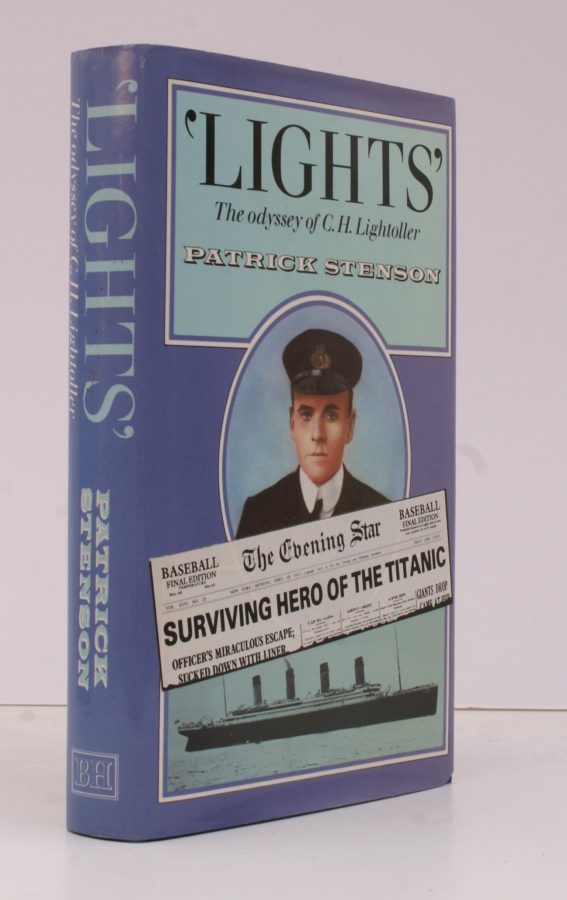 'LIGHTS'
The odyssey of C. H. Lightoller
PATRICK STENSON
BASEBALL
FINAL EDITION
The Evening Star
BASEBALL
FINAL EDITION
SURVIVING HERO OF THE TITANIC
OFFICER'S MIRACULOUS ESCAPE;
SUCKED DOWN WITH LINER
GIANTS DROP
'LIGHTS'
The odyssey of C. H. Lightoller
PATRICK
STENSON
BH